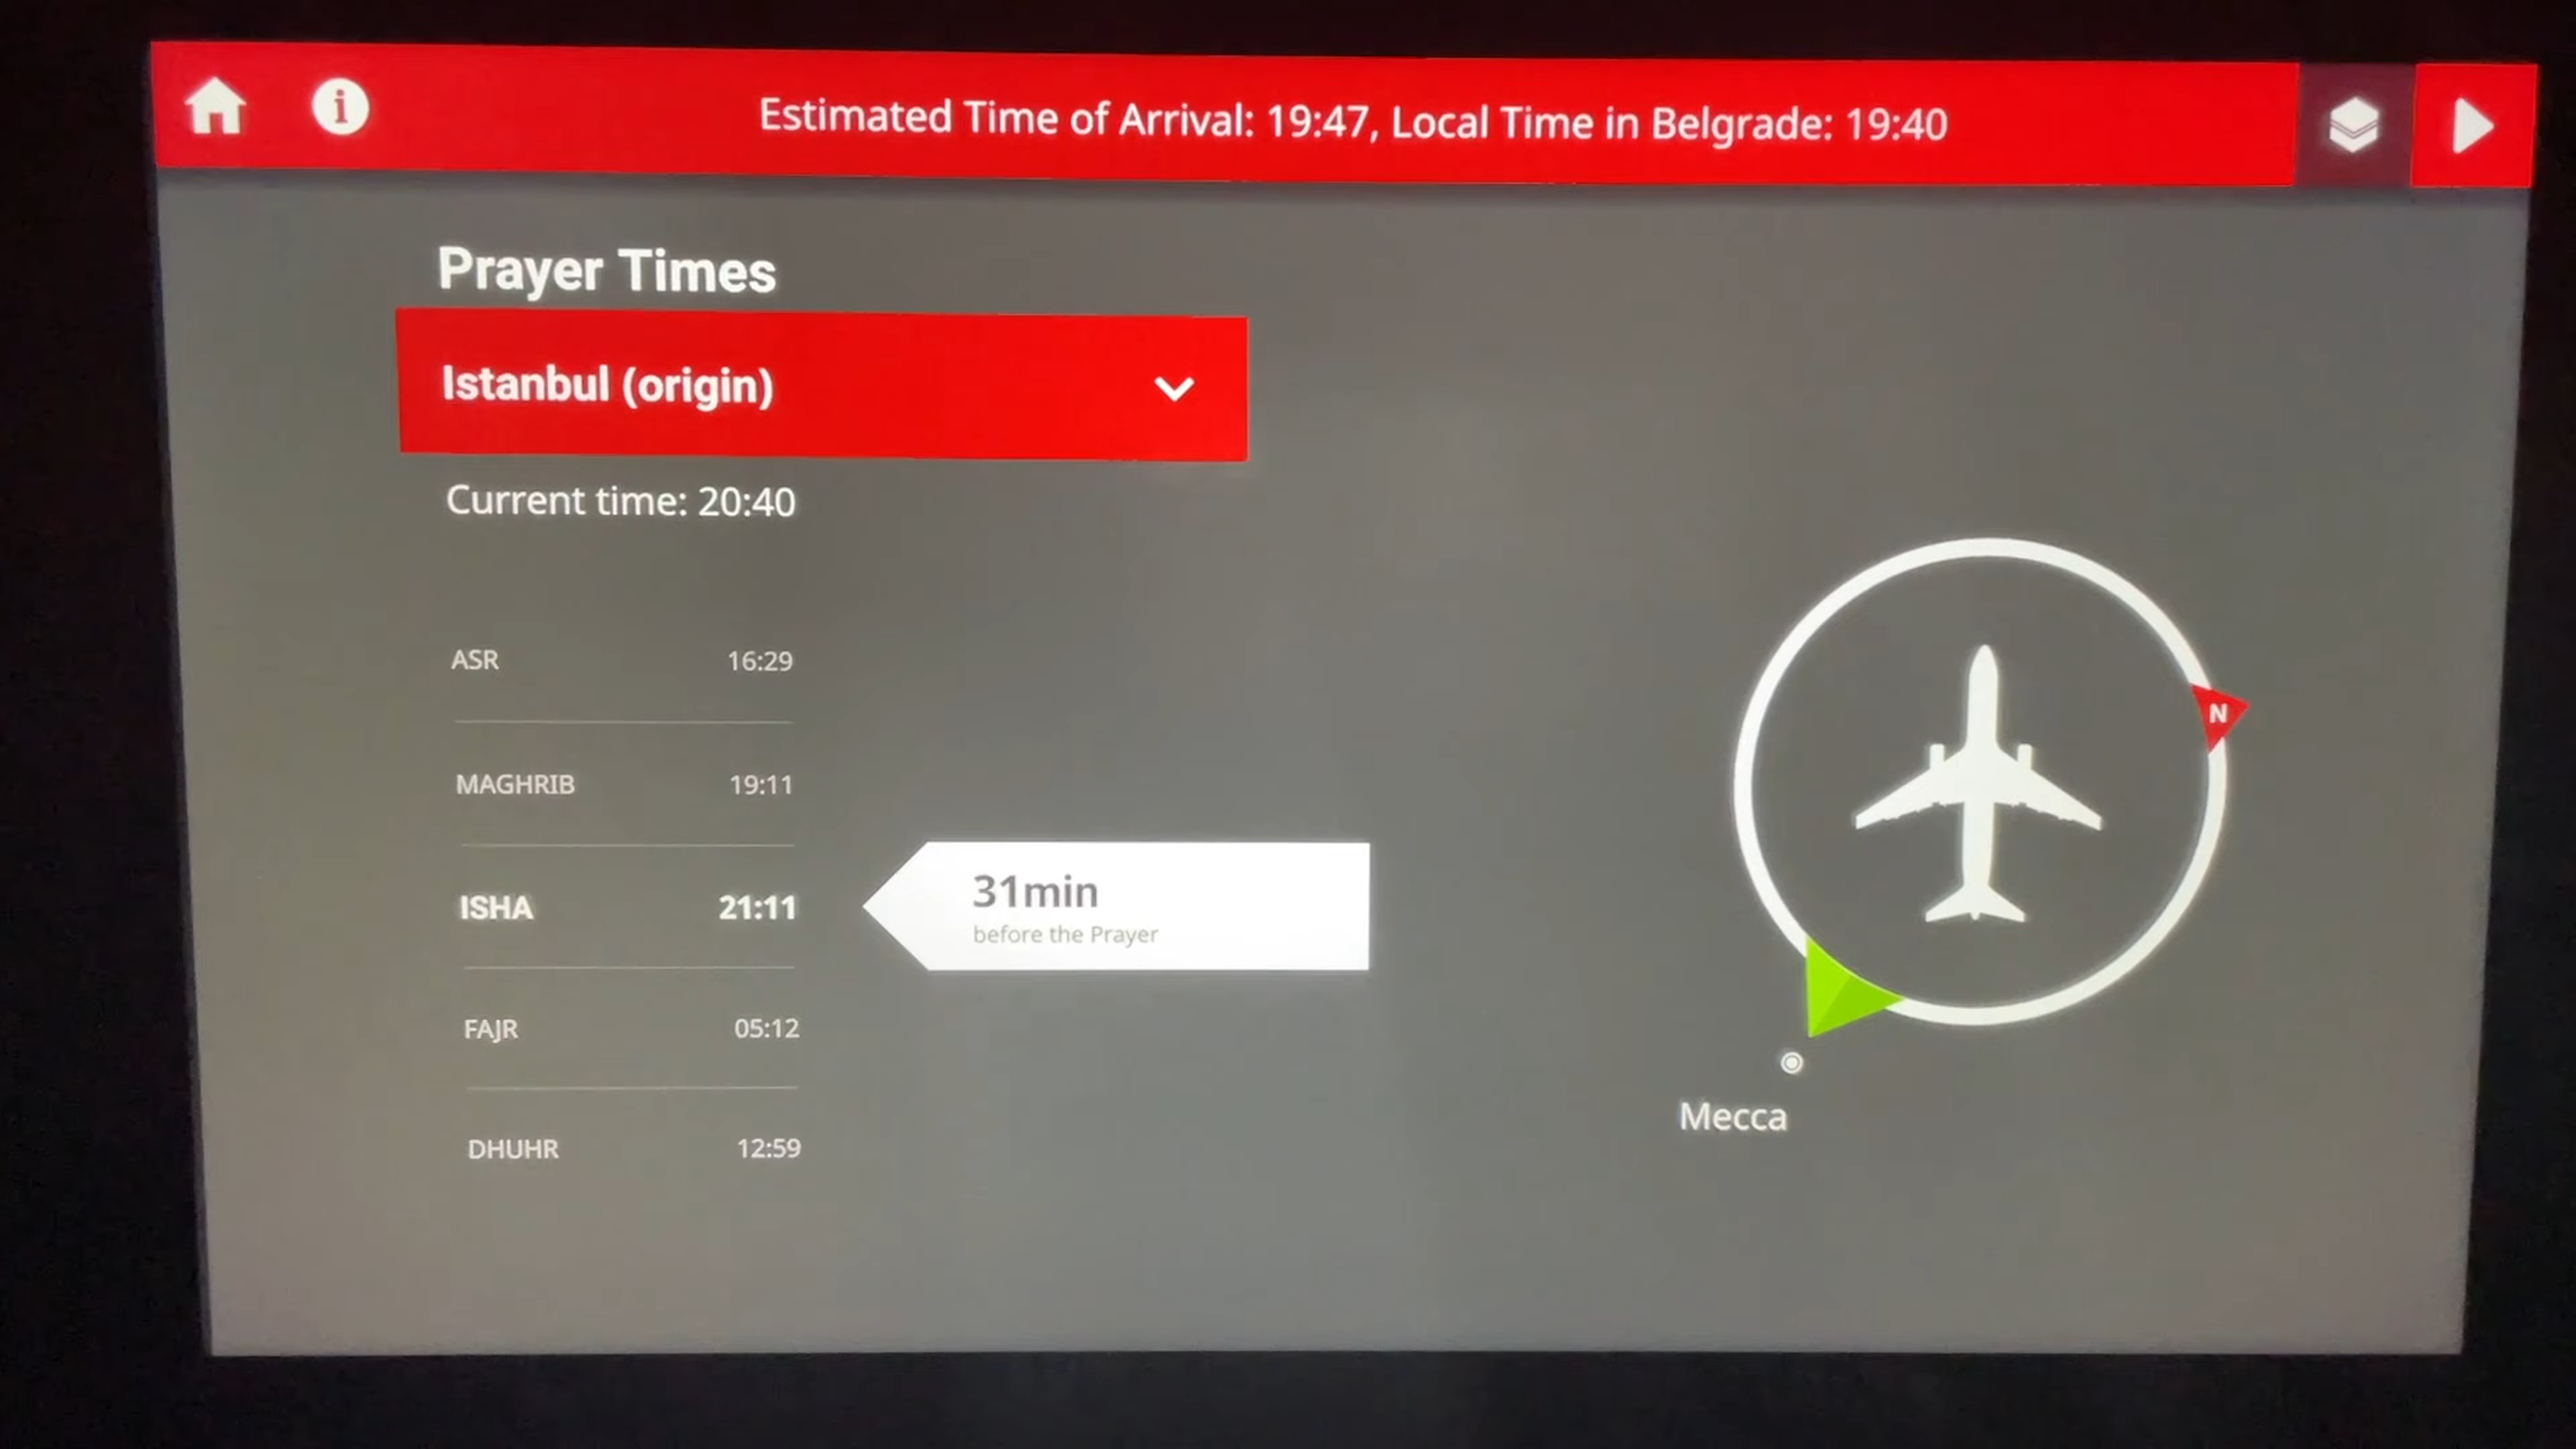 Estimated Time of Arrival: 19:47, Local Time in Belgrade: 19:40
Prayer Times
Istanbul (origin)
Current time: 20:40
ASR 16:29
MAGHRIB 19:11
ISHA 21:11
31min
before the Prayer
FAJR 05:12
DHUHR 12:59
N
Mecca